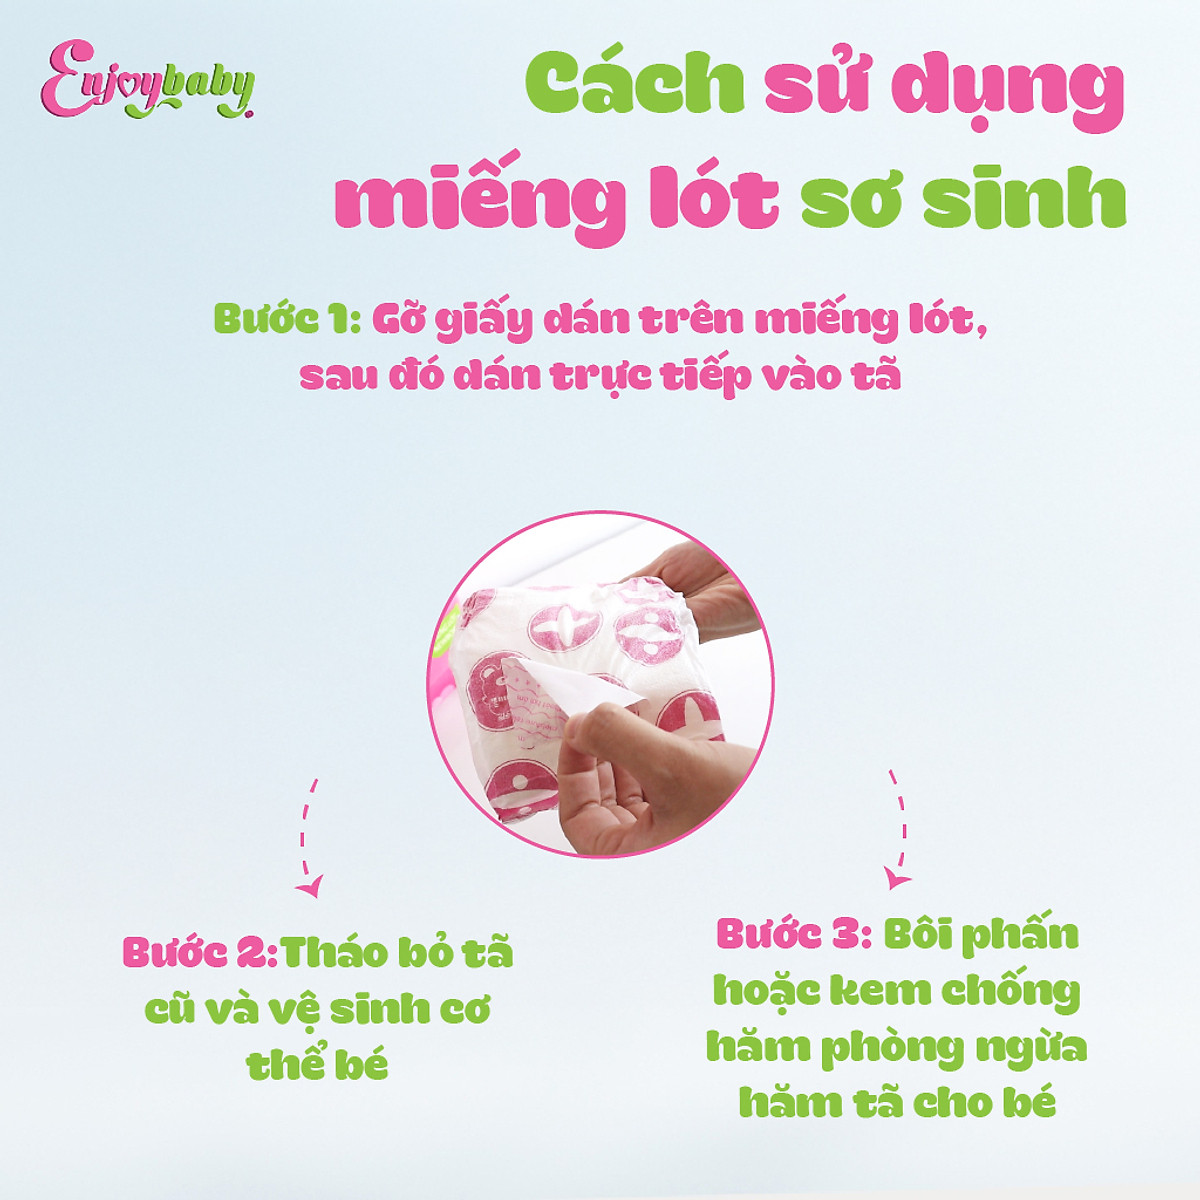 Enjoybaby
Cách sử dụng
miếng lót sơ sinh
Bước 1: Gỡ giấy dán trên miếng lót,
sau đó dán trực tiếp vào tã
Bước 2:Tháo bỏ tã
cũ và vệ sinh cơ
thể bé
Bước 3: Bôi phấn
hoặc kem chống
hăm phòng ngừa
hăm tã cho bé